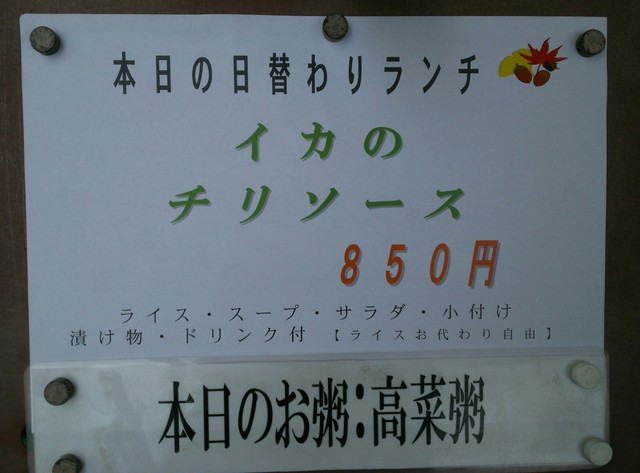 本日の日替わりランチ
イカの
チリソース
850円
ライス・スープ・サラダ・小付け
漬け物・ドリンク付 【ライスお代わり自由】
本日のお粥：高菜粥